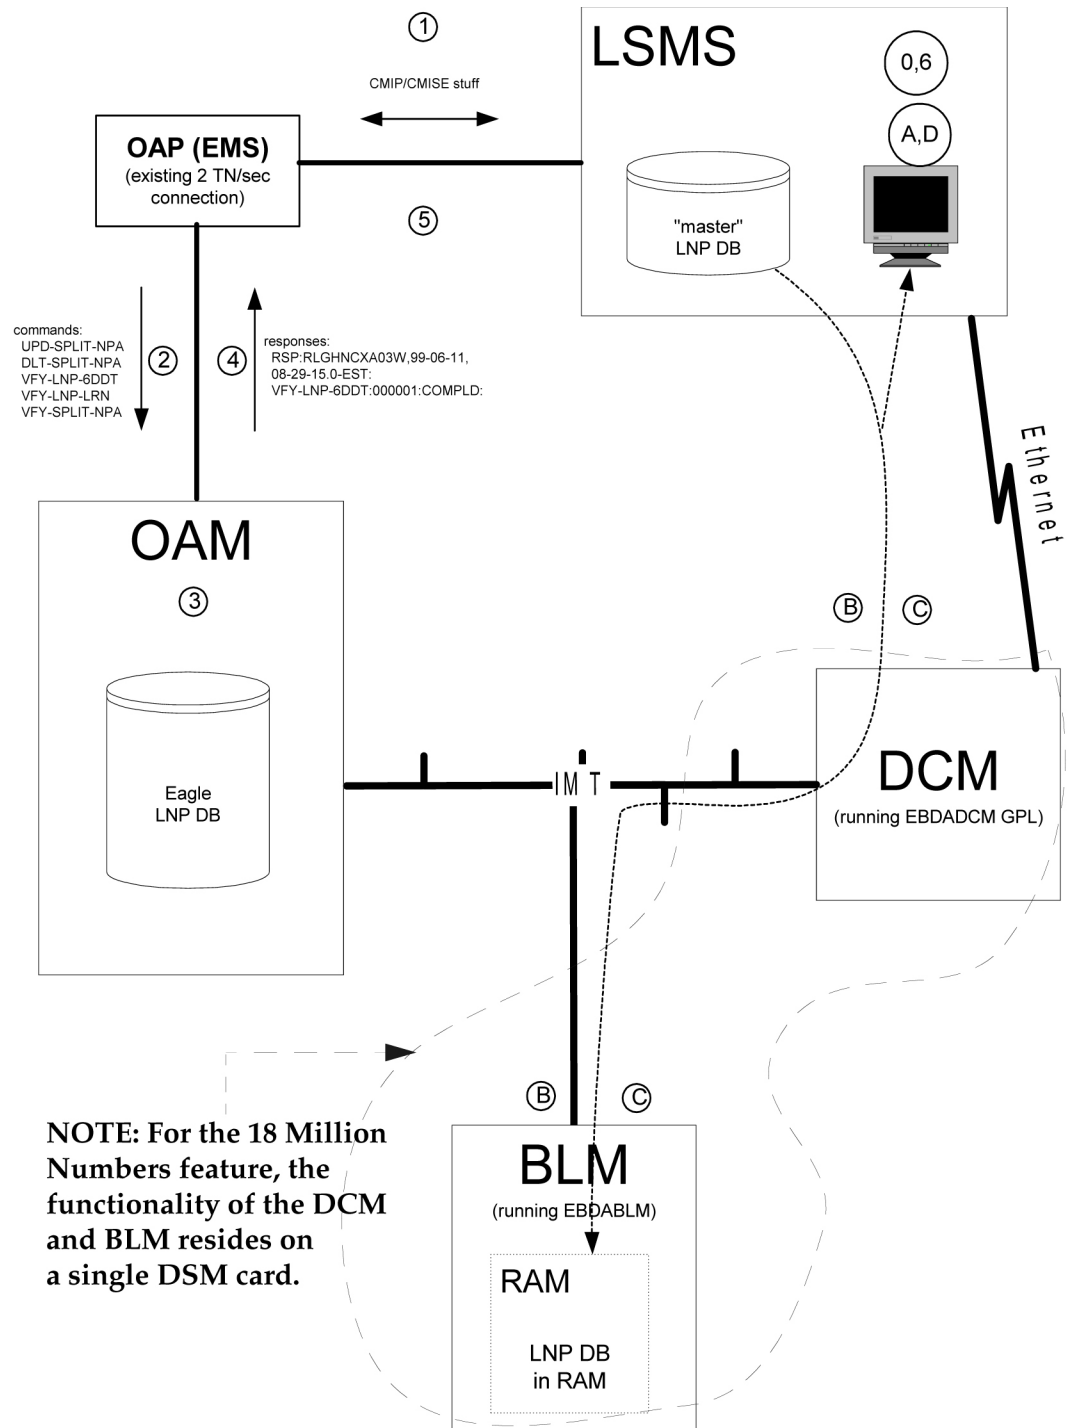 1
LSMS
0,6
CMIP/CMISE stuff
A,D
OAP (EMS)
(existing 2 TN/sec
connection)
5
"master"
LNP DB
commands:
UPD-SPLIT-NPA
DLT-SPLIT-NPA
VFY-LNP-6DDT
VFY-LNP-LRN
VFY-SPLIT-NPA
2
4
responses:
RSP:RLGHNCXA03W,99-06-11,
08-29-15.0-EST:
VFY-LNP-6DDT:000001:COMPLD:
Ethernet
OAM
3
B
C
Eagle
LNP DB
IMT
DCM
(running EBDADCM GPL)
B
C
NOTE: For the 18 Million
Numbers feature, the
functionality of the DCM
and BLM resides on
a single DSM card.
BLM
(running EBDABLM)
RAM
LNP DB
in RAM